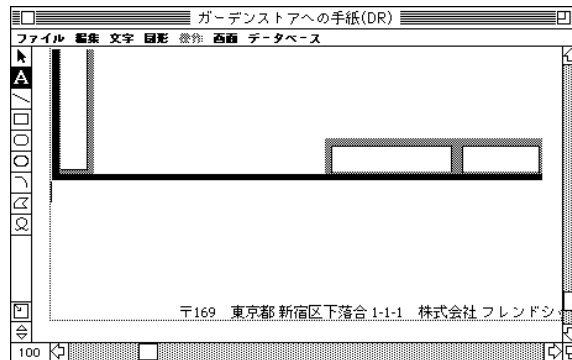 ガーデンストアへの手紙(DR)
ファイル 編集 文字 図形 画面 データベース
A
100
〒169 東京都 新宿区下落合 1-1-1 株式会社 フレンドシ